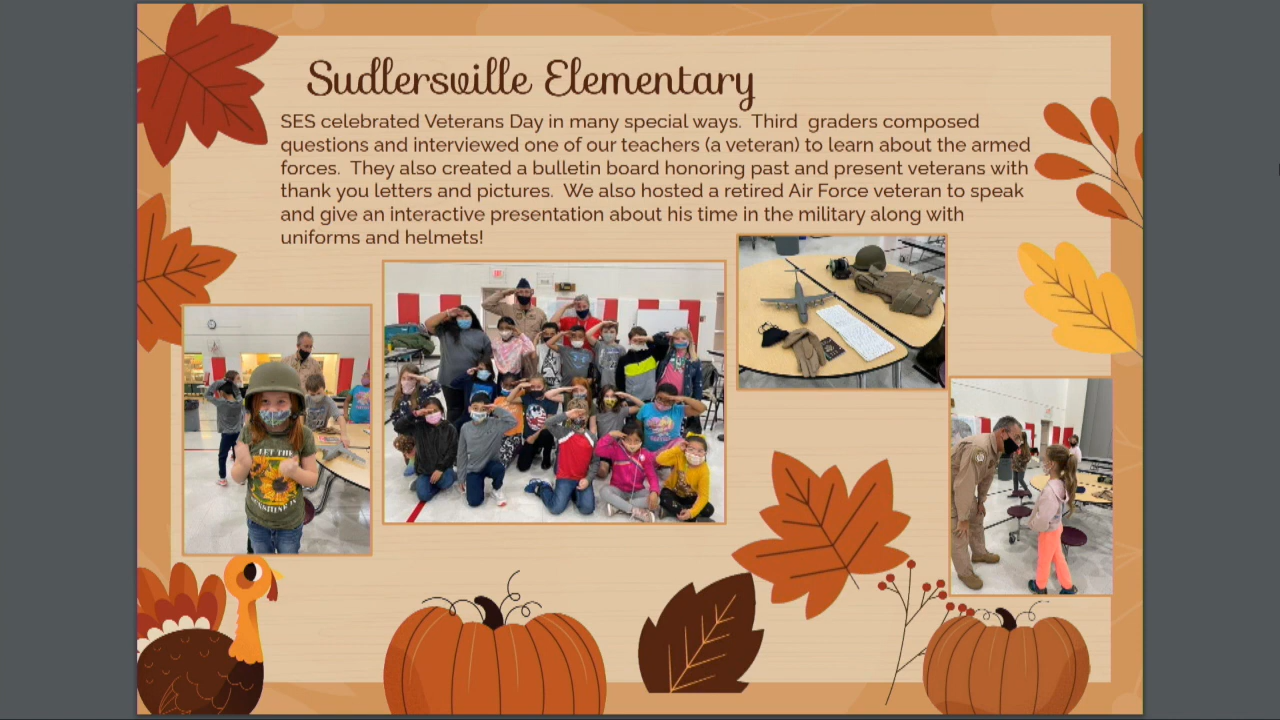 Sudlersville Elementary
SES celebrated Veterans Day in many special ways.  Third  graders composed
questions and interviewed one of our teachers (a veteran) to learn about the armed
forces.  They also created a bulletin board honoring past and present veterans with
thank you letters and pictures.  We also hosted a retired Air Force veteran to speak
and give an interactive presentation about his time in the military along with
uniforms and helmets!
LET THE